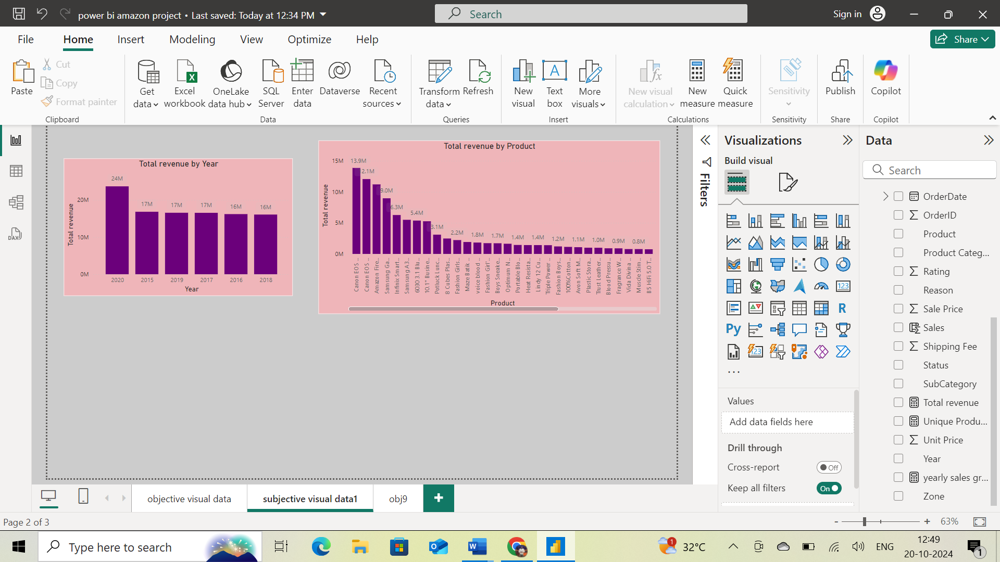 power bi amazon project • Last saved: Today at 12:34 PM
Search
Sign in
File
Home
Insert
Modeling
View
Optimize
Help
Share
Paste
Cut
Copy
Format painter
Clipboard
Get data
Excel workbook
OneLake data hub
SQL Server
Enter data
Dataverse
Recent sources
Data
Transform data
Refresh
Queries
New visual
Text box
More visuals
Insert
New visual calculation
New measure
Quick measure
Calculations
Sensitivity
Sensitivity
Publish
Share
Copilot
Copilot
Total revenue by Year
Total revenue
20M
10M
0M
24M
17M
17M
17M
16M
16M
2020
2015
2019
2017
2016
2018
Year
Total revenue by Product
Total revenue
15M
10M
5M
0M
13.9M
12.1M
9.0M
6.3M
5.4M
3.1M
2.2M
1.8M
1.7M
1.4M
1.4M
1.2M
1.1M
1.0M
0.9M
0.8M
Canon EOS ...
Canon EOS ...
Amazon Fire...
Samsung Ga...
Infinix Smart...
Samsung A3...
6030 3.1 Blu...
10.1" Busine...
Potluck Lunc...
8 Cubes Plas...
Fashion Girls...
Maze Batik ...
voice blood ...
Fashion Girl'...
Boys Sneake...
Optimum N...
Portable Blo...
Heat Resista...
Lindy 12 Cu...
Triple Power ...
Fashion Boys...
100%Cotton ...
Avon Soft M...
Plastic Stora...
Trust Leather...
Blood Pressu...
Fragrance W...
Vida Divina ...
Muscle Stim...
B5 HiFi 5.0 T...
Product
Filters
Visualizations
Build visual
123
R
Py
123
...
Values
Add data fields here
Drill through
Cross-report
Off
Keep all filters
On
Data
Search
OrderDate
OrderID
Product
Product Categ...
Rating
Reason
Sale Price
Sales
Shipping Fee
Status
SubCategory
Total revenue
Unique Produ...
Unit Price
Year
yearly sales gr...
Zone
DAX
objective visual data
subjective visual data1
obj9
+
Page 2 of 3
- + 63%
Type here to search
1
32°C
ENG
12:49
20-10-2024
1